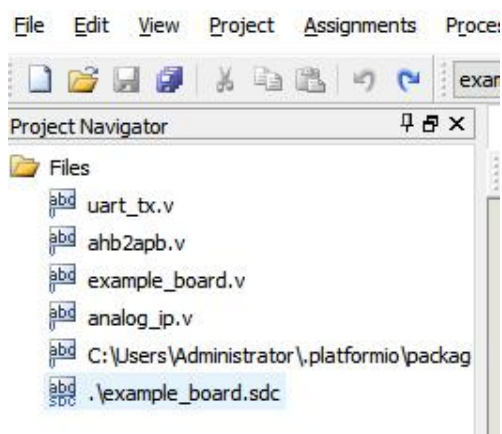 File Edit View Project Assignments Proces
exam
Project Navigator
Files
uart_tx.v
ahb2apb.v
example_board.v
analog_ip.v
C:\Users\Administrator\.platformio\packag
.\example_board.sdc